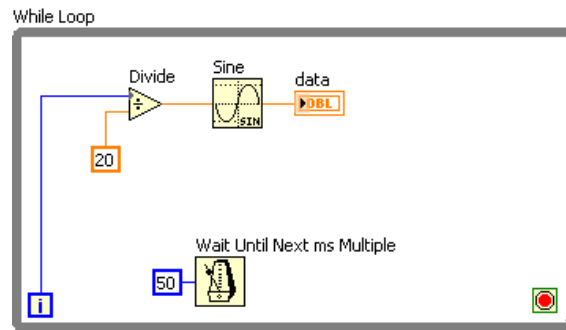 While Loop
Divide
Sine
data
÷
SIN
DBL
20
Wait Until Next ms Multiple
50
i